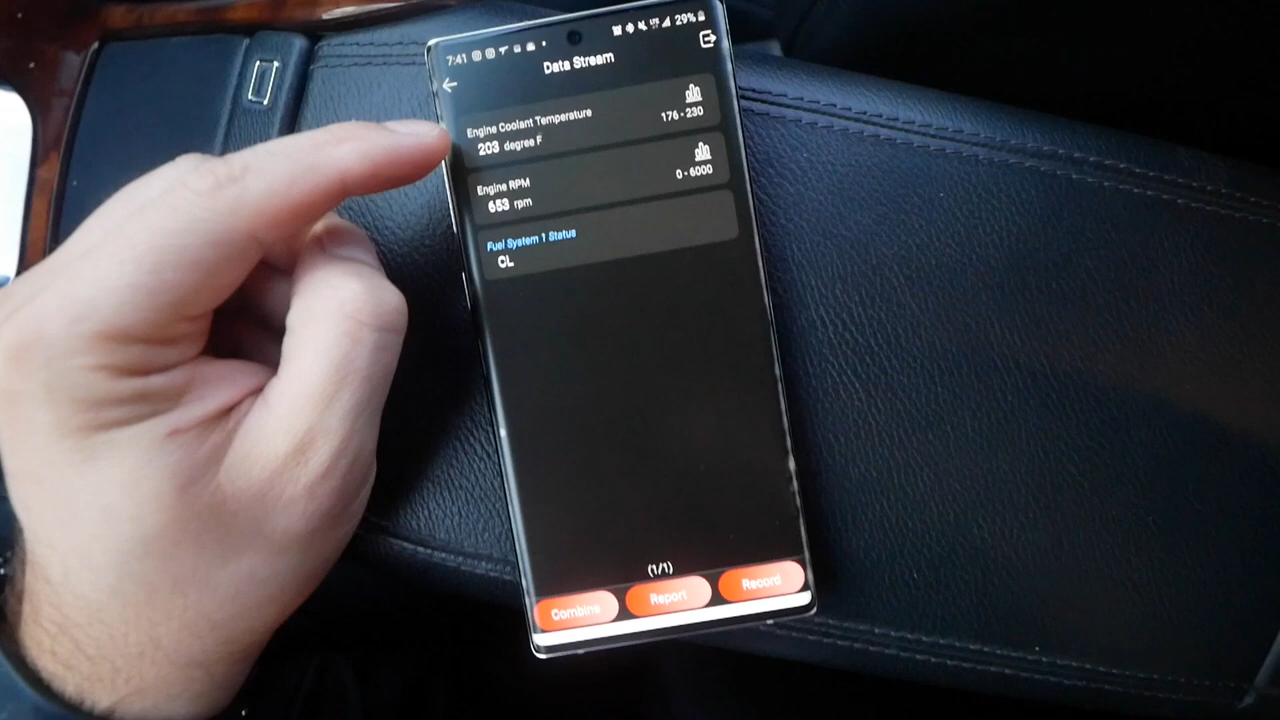 7:41
LTE 29%
Data Stream
Engine Coolant Temperature
203 degree F
176 - 230
Engine RPM
653 rpm
0 - 6000
Fuel System 1 Status
CL
(1/1)
Combine Report Record